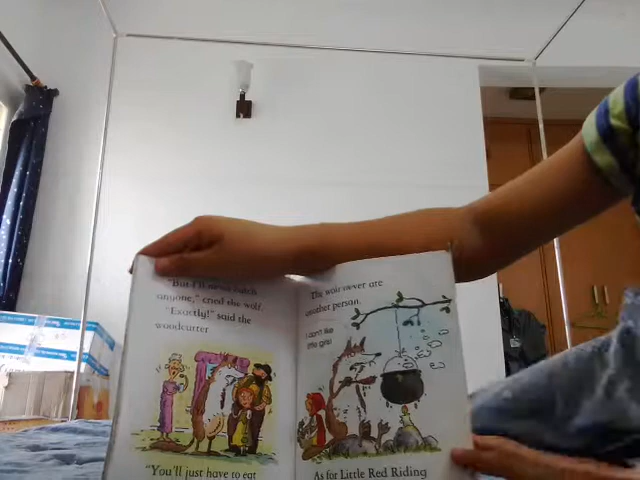 "But I'll never catch
anyone," cried the wolf.
"Exactly!" said the
woodcutter.
"You'll just have to eat
The wolf never ate
another person.
I don't like
little girls!
As for Little Red Riding